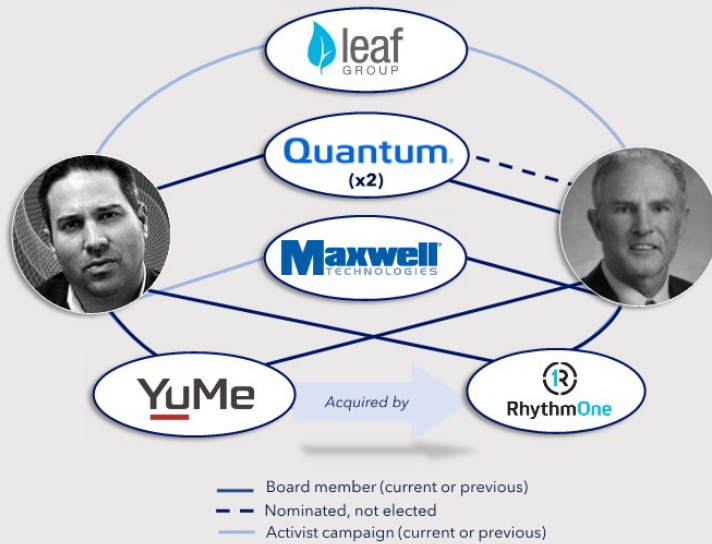 leaf
GROUP
Quantum
(x2)
Maxwell
TECHNOLOGIES
YuMe
Acquired by
1R
RhythmOne
Board member (current or previous)
Nominated, not elected
Activist campaign (current or previous)